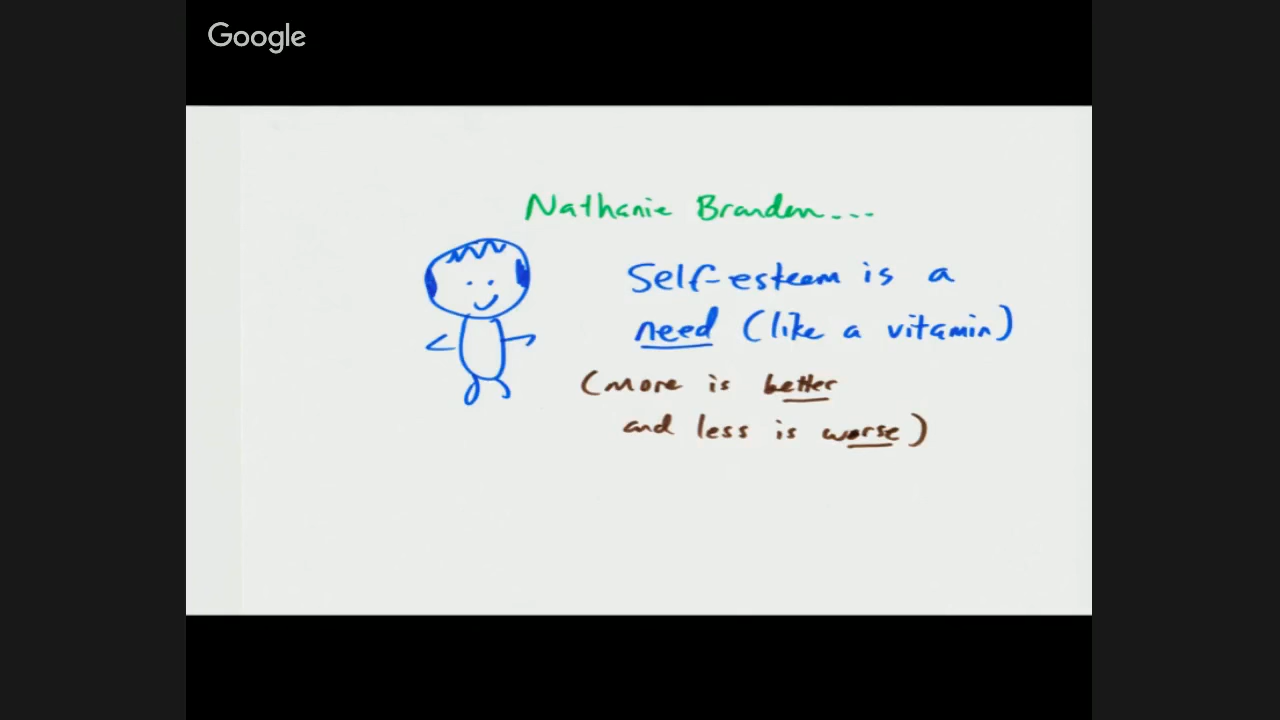 Google
Nathanie Branden...
Self-esteem is a
need (like a vitamin)
(more is better
and less is worse)